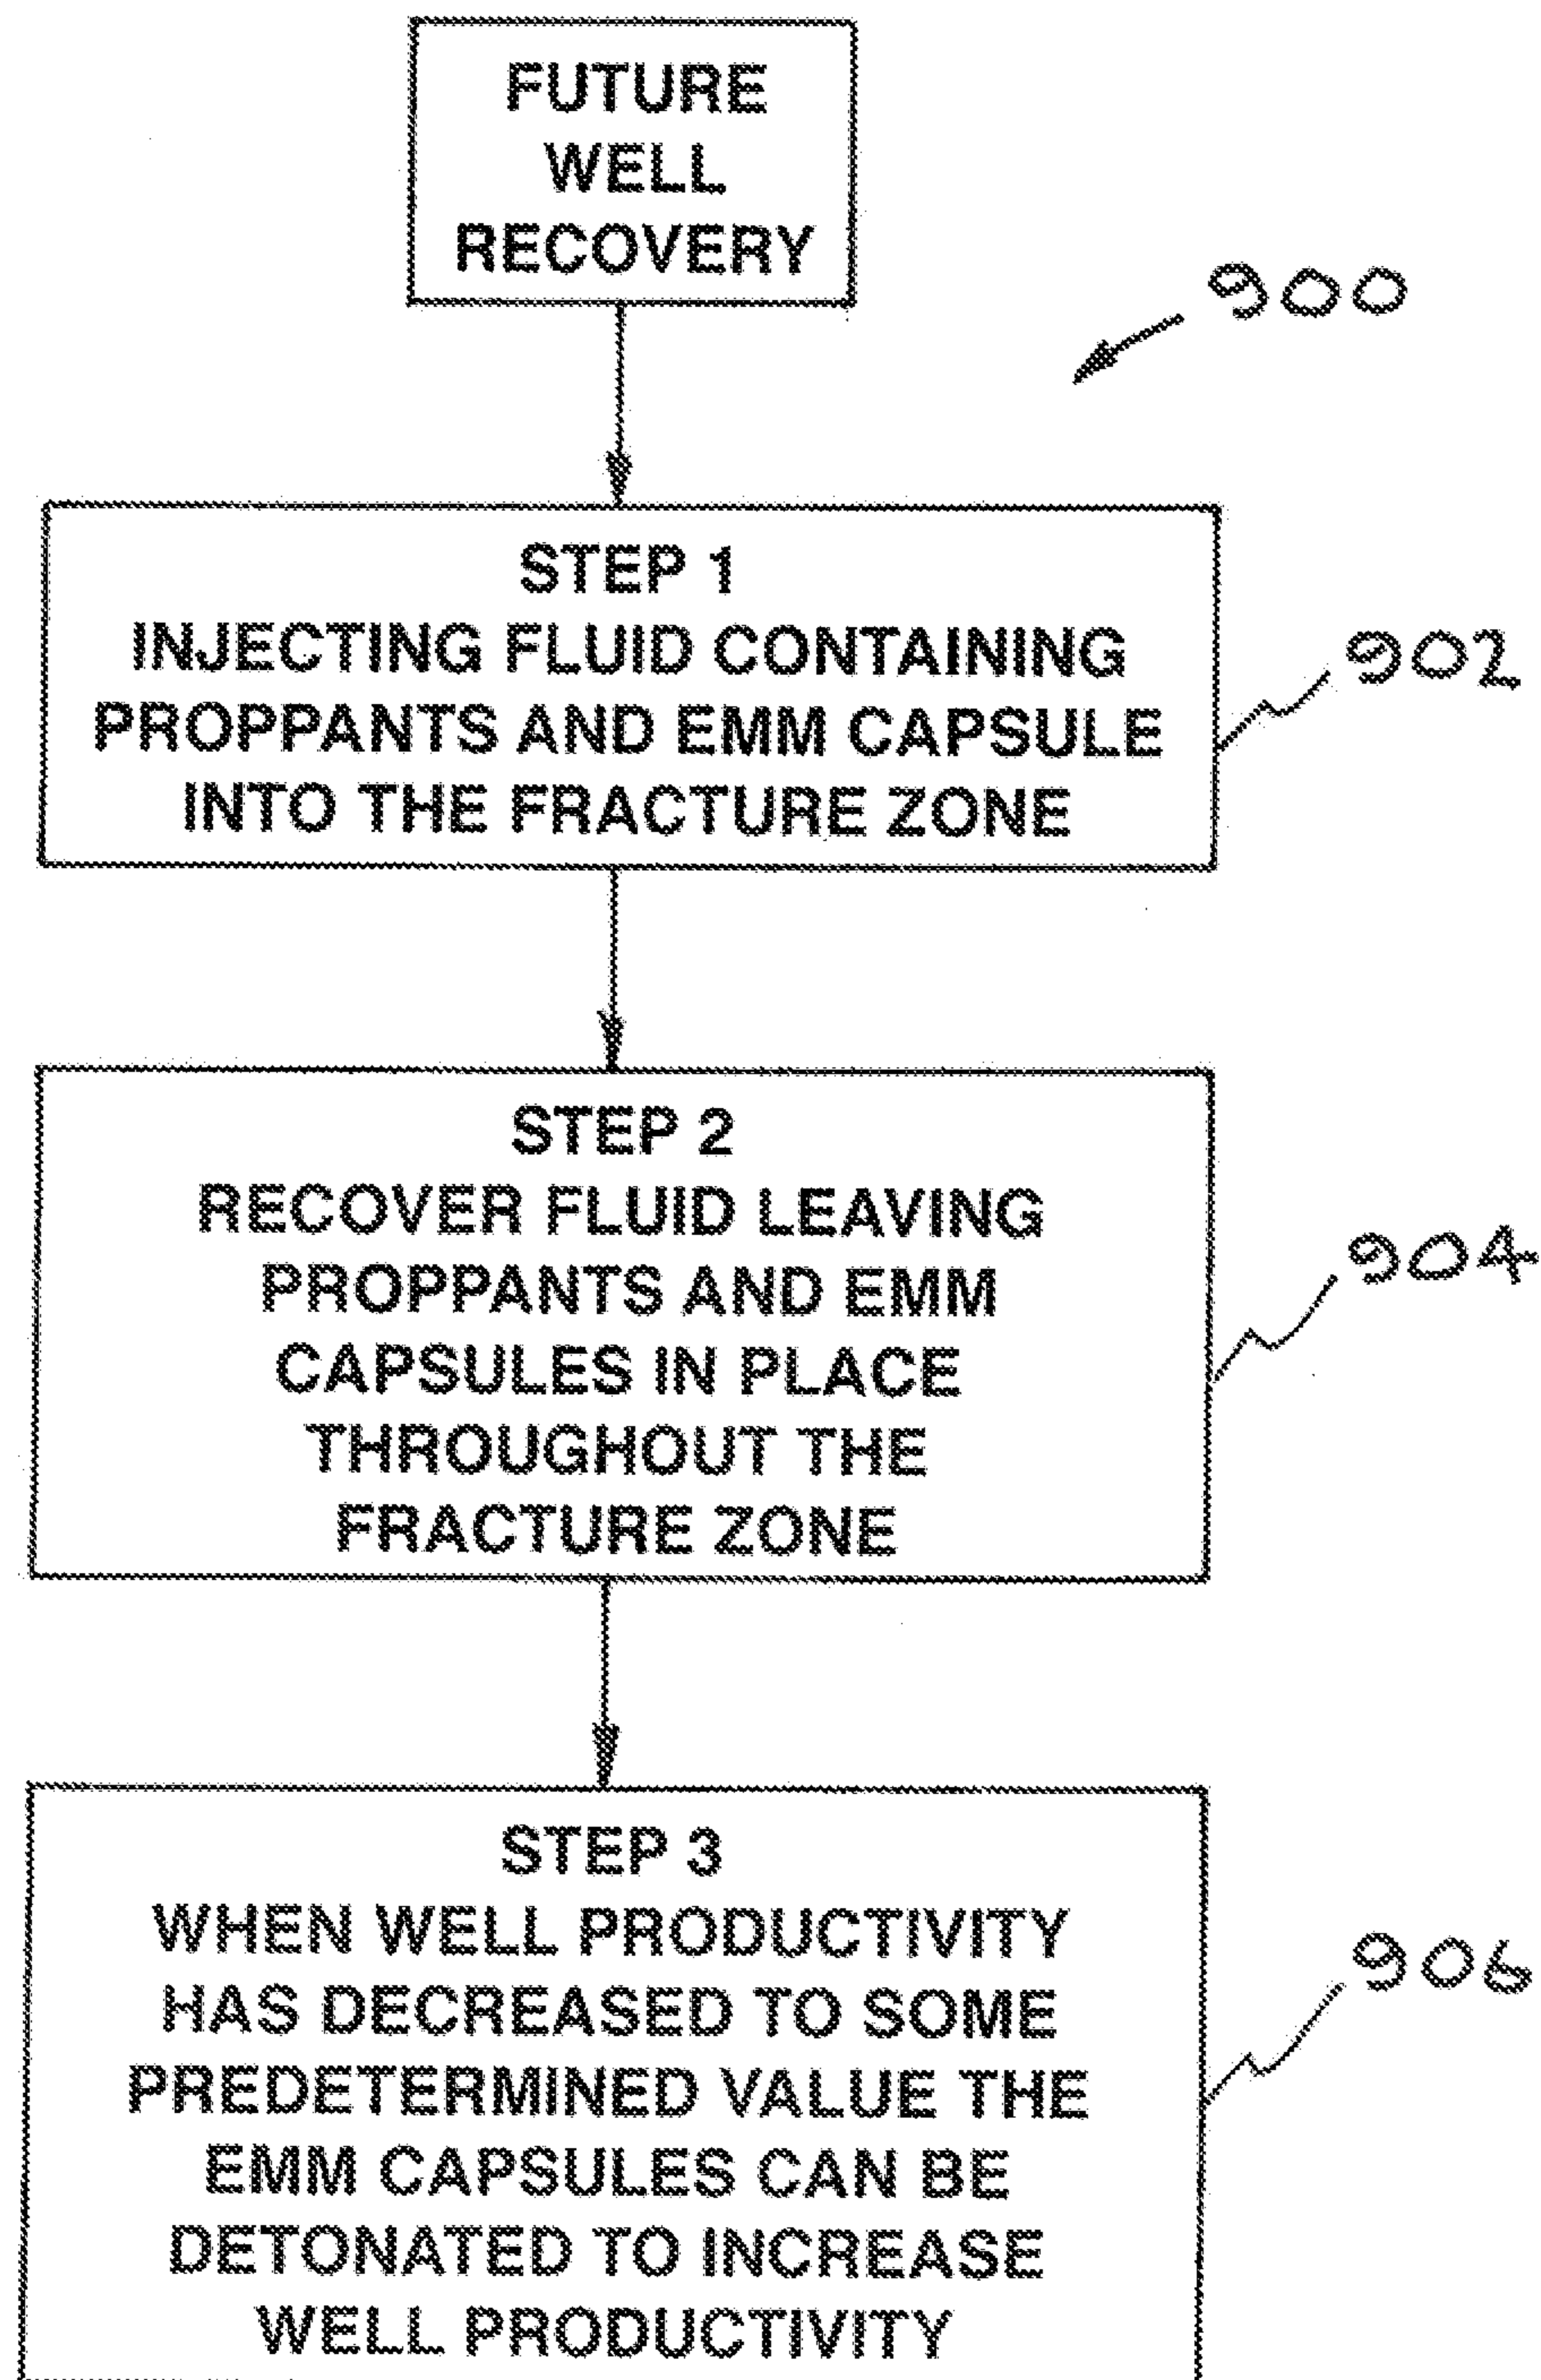 FUTURE
WELL
RECOVERY
900
STEP 1
INJECTING FLUID CONTAINING
PROPPANTS AND EMM CAPSULE
INTO THE FRACTURE ZONE
902
STEP 2
RECOVER FLUID LEAVING
PROPPANTS AND EMM
CAPSULES IN PLACE
THROUGHOUT THE
FRACTURE ZONE
904
STEP 3
WHEN WELL PRODUCTIVITY
HAS DECREASED TO SOME
PREDETERMINED VALUE THE
EMM CAPSULES CAN BE
DETONATED TO INCREASE
WELL PRODUCTIVITY
906